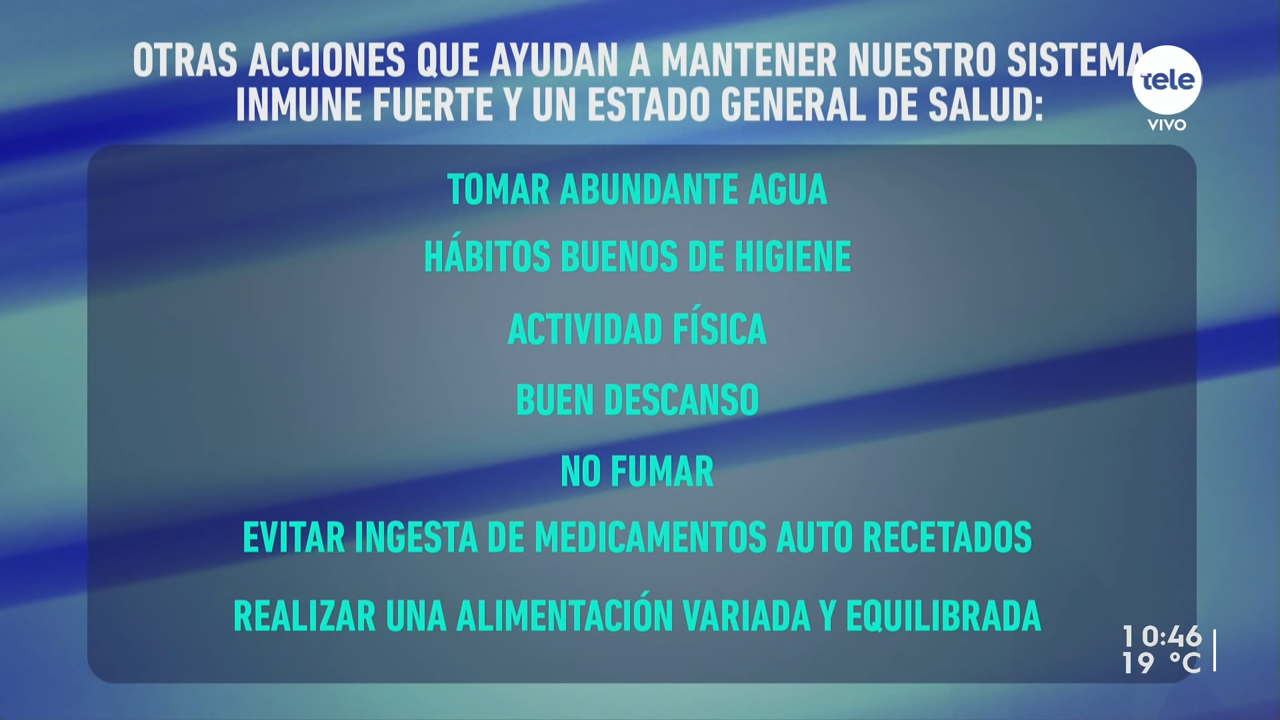 OTRAS ACCIONES QUE AYUDAN A MANTENER NUESTRO SISTEMA
INMUNE FUERTE Y UN ESTADO GENERAL DE SALUD:
tele
VIVO
TOMAR ABUNDANTE AGUA
HÁBITOS BUENOS DE HIGIENE
ACTIVIDAD FÍSICA
BUEN DESCANSO
NO FUMAR
EVITAR INGESTA DE MEDICAMENTOS AUTO RECETADOS
REALIZAR UNA ALIMENTACIÓN VARIADA Y EQUILIBRADA
10:46
19 °C